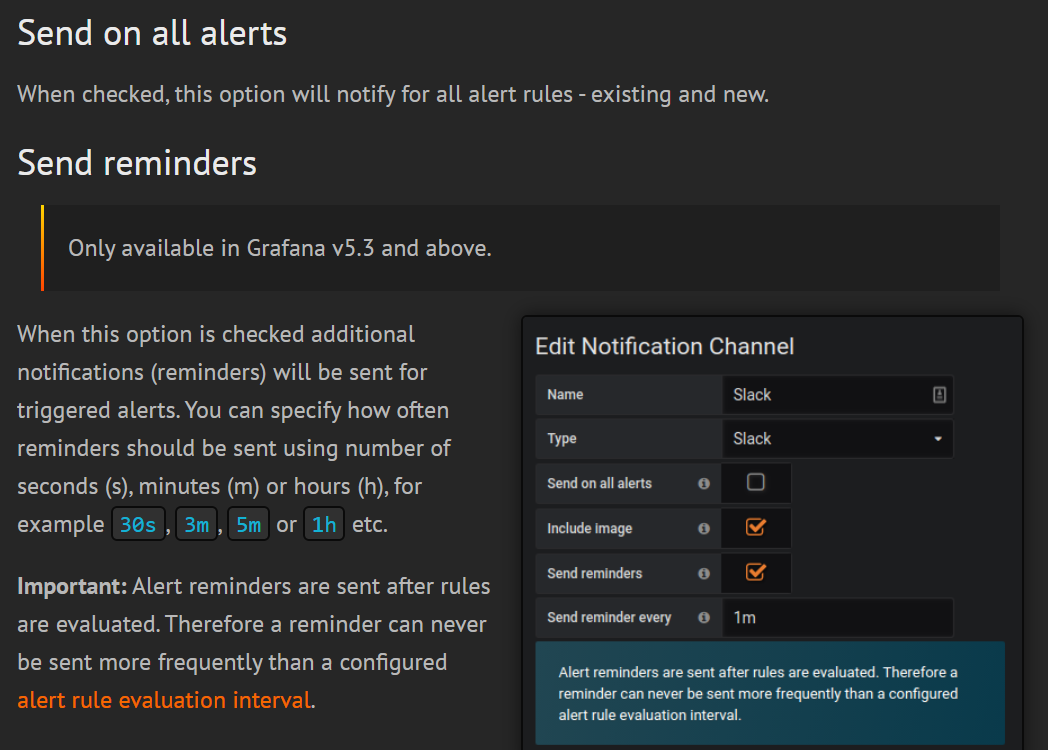 Send on all alerts
When checked, this option will notify for all alert rules - existing and new.
Send reminders
Only available in Grafana v5.3 and above.
When this option is checked additional
notifications (reminders) will be sent for
triggered alerts. You can specify how often
reminders should be sent using number of
seconds (s), minutes (m) or hours (h), for
example 30s, 3m, 5m or 1h etc.
Important: Alert reminders are sent after rules
are evaluated. Therefore a reminder can never
be sent more frequently than a configured
alert rule evaluation interval.
Edit Notification Channel
Name Slack
Type Slack
Send on all alerts
Include image
Send reminders
Send reminder every 1m
Alert reminders are sent after rules are evaluated. Therefore a
reminder can never be sent more frequently than a configured
alert rule evaluation interval.